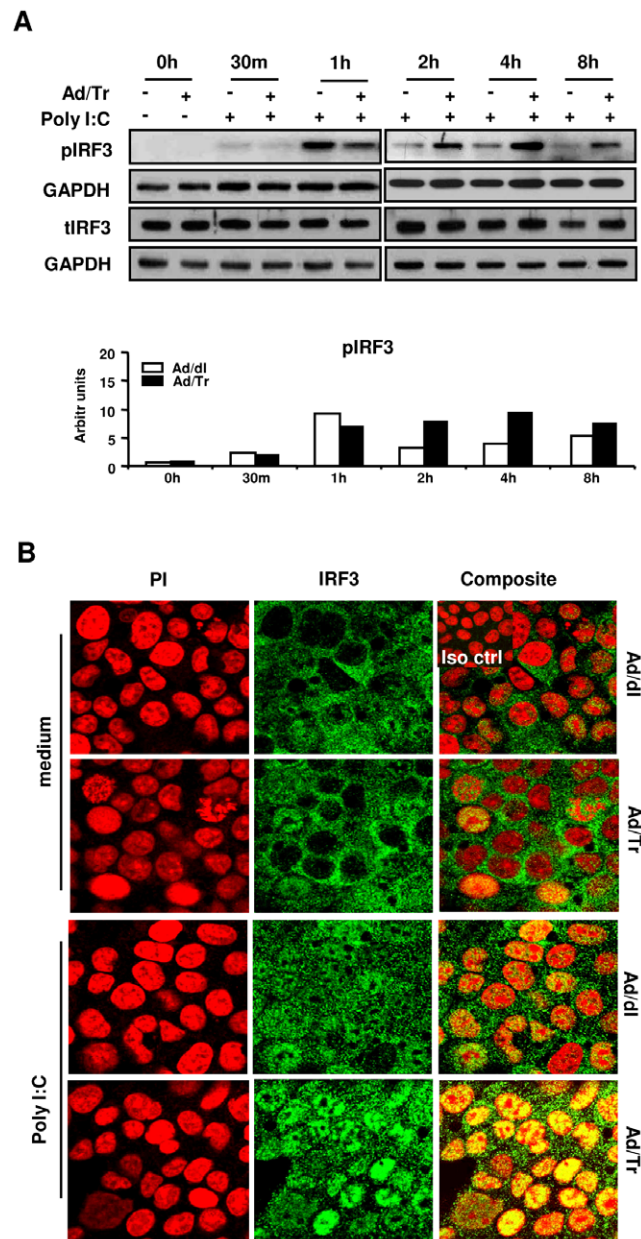 A
0h 30m 1h 2h 4h 8h
Ad/Tr - + - + - + - + - + - +
Poly I:C - - + + + + + + + + + +
pIRF3
GAPDH
tIRF3
GAPDH
pIRF3
20
15
10
5
0
Arbitr units
Ad/dl
Ad/Tr
0h 30m 1h 2h 4h 8h
B
PI IRF3 Composite
medium
Iso ctrl
Ad/dl
Ad/Tr
Poly I:C
Ad/dl
Ad/Tr